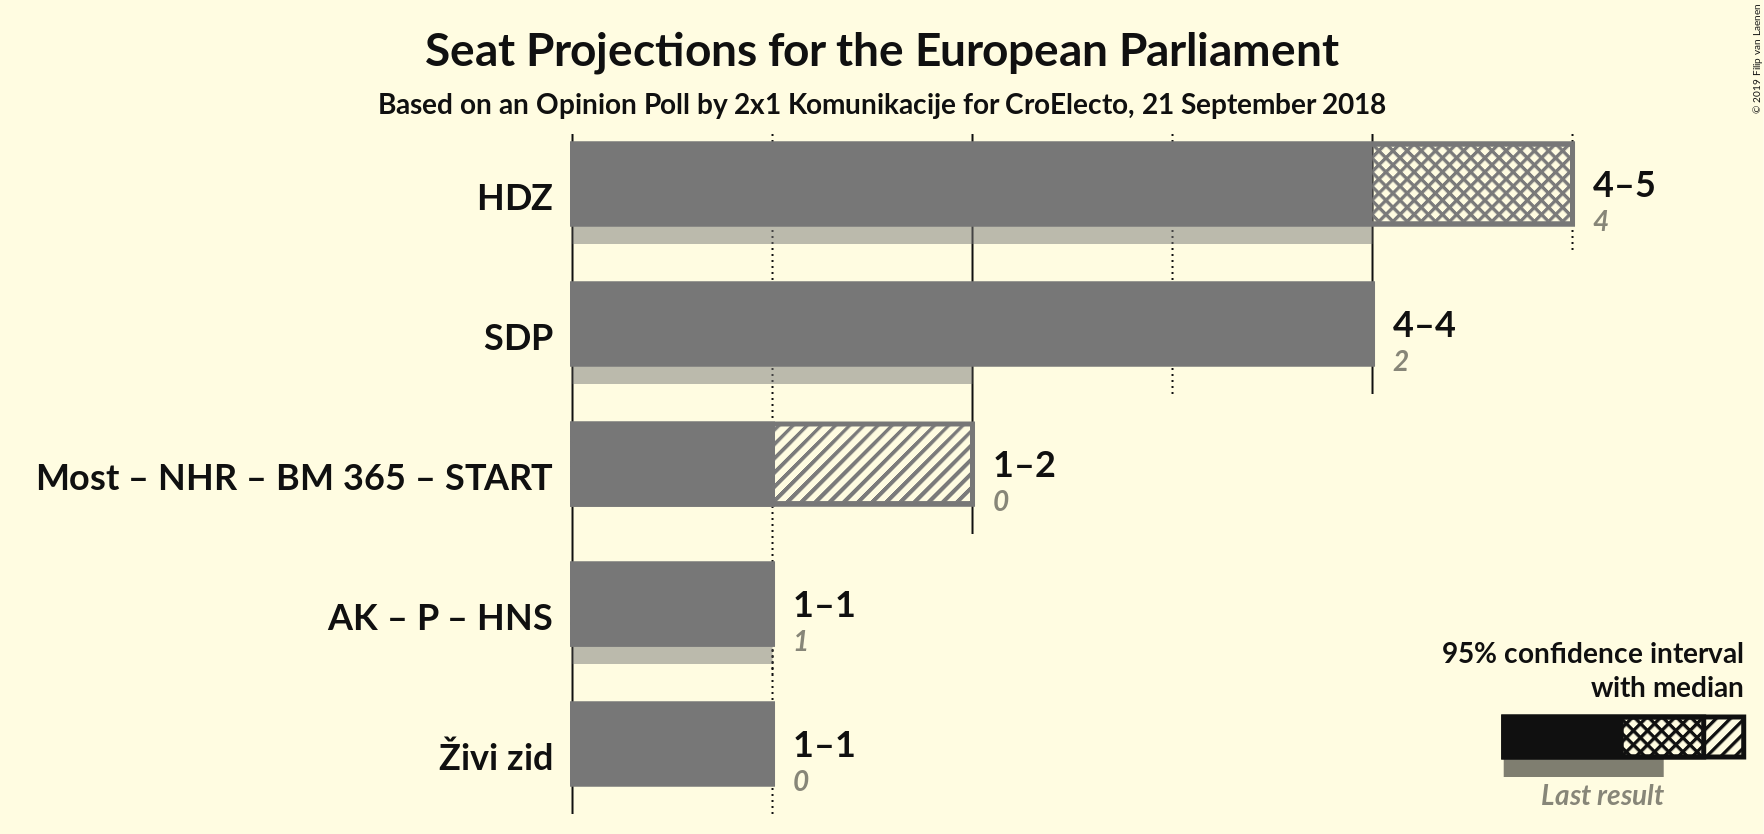 Seat Projections for the European Parliament
Based on an Opinion Poll by 2x1 Komunikacije for CroElecto, 21 September 2018
© 2019 Filip van Laenen
HDZ
4–5
4
SDP
4–4
2
Most – NHR – BM 365 – START
1–2
0
AK – P – HNS
1–1
1
Živi zid
1–1
0
95% confidence interval
with median
Last result